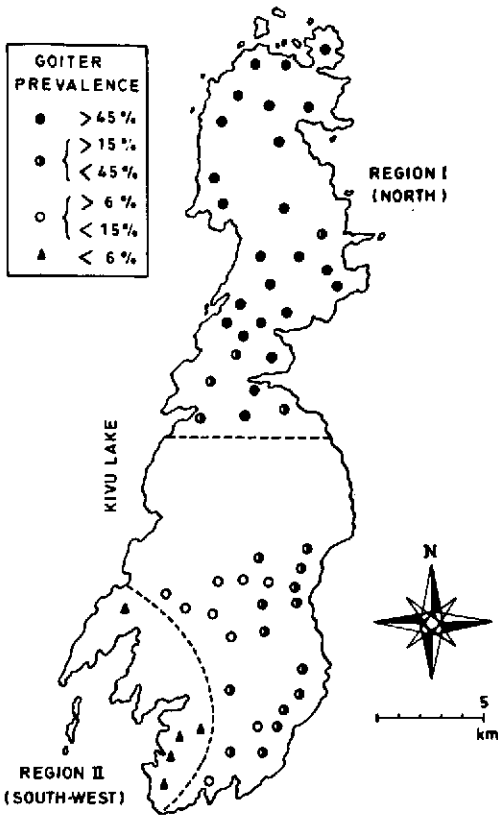 GOITER
PREVALENCE
> 45%
> 15%
< 45%
> 6%
< 15%
< 6%
REGION I
(NORTH)
KIVU LAKE
N
5
km
REGION II
(SOUTH-WEST)